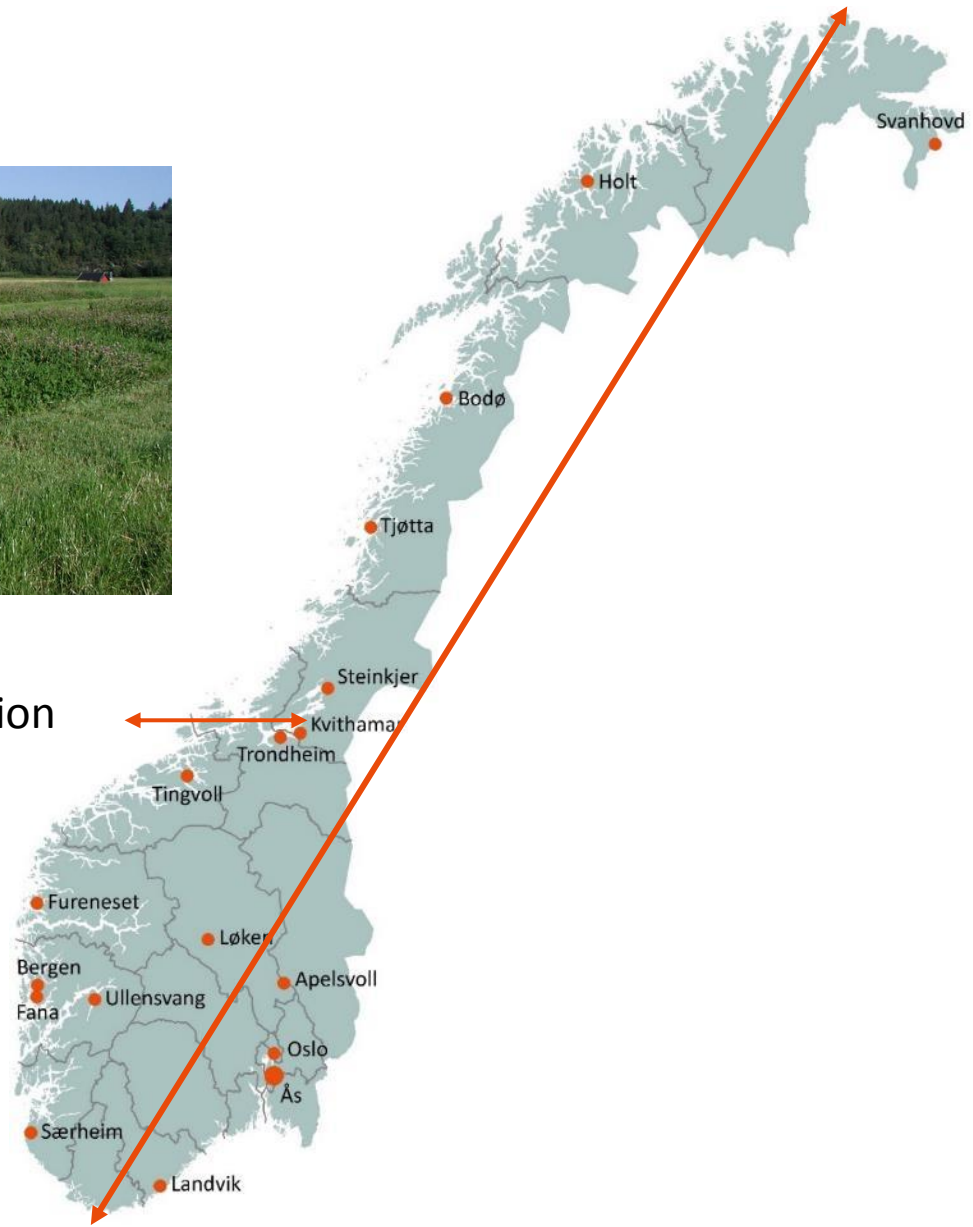 Svanhovd
Holt
Bodø
Tjøtta
Steinkjer
ion
Kvithamar
Trondheim
Tingvoll
Fureneset
Løken
Bergen
Apelsvoll
Ullensvang
Fana
Oslo
Ås
Særheim
Landvik